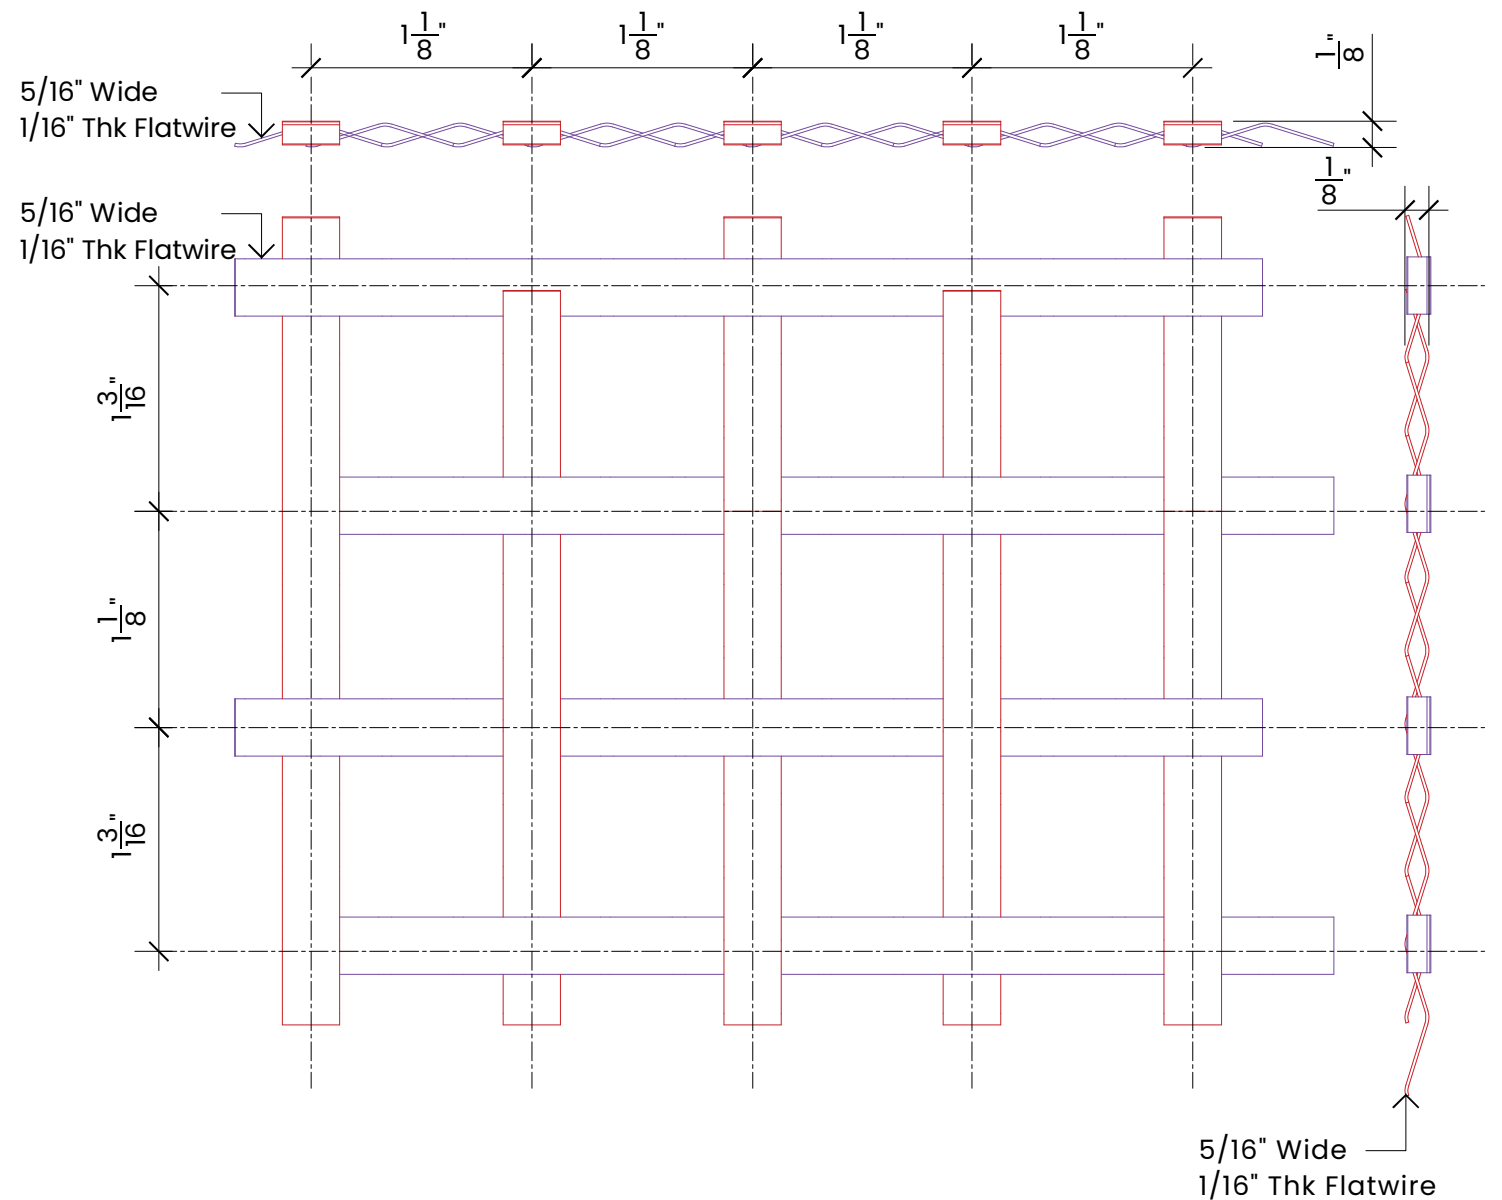 1 1/8" 1 1/8" 1 1/8" 1 1/8"
1/8"
5/16" Wide
1/16" Thk Flatwire
1/8"
5/16" Wide
1/16" Thk Flatwire
1 3/16"
1 1/8"
1 3/16"
5/16" Wide
1/16" Thk Flatwire